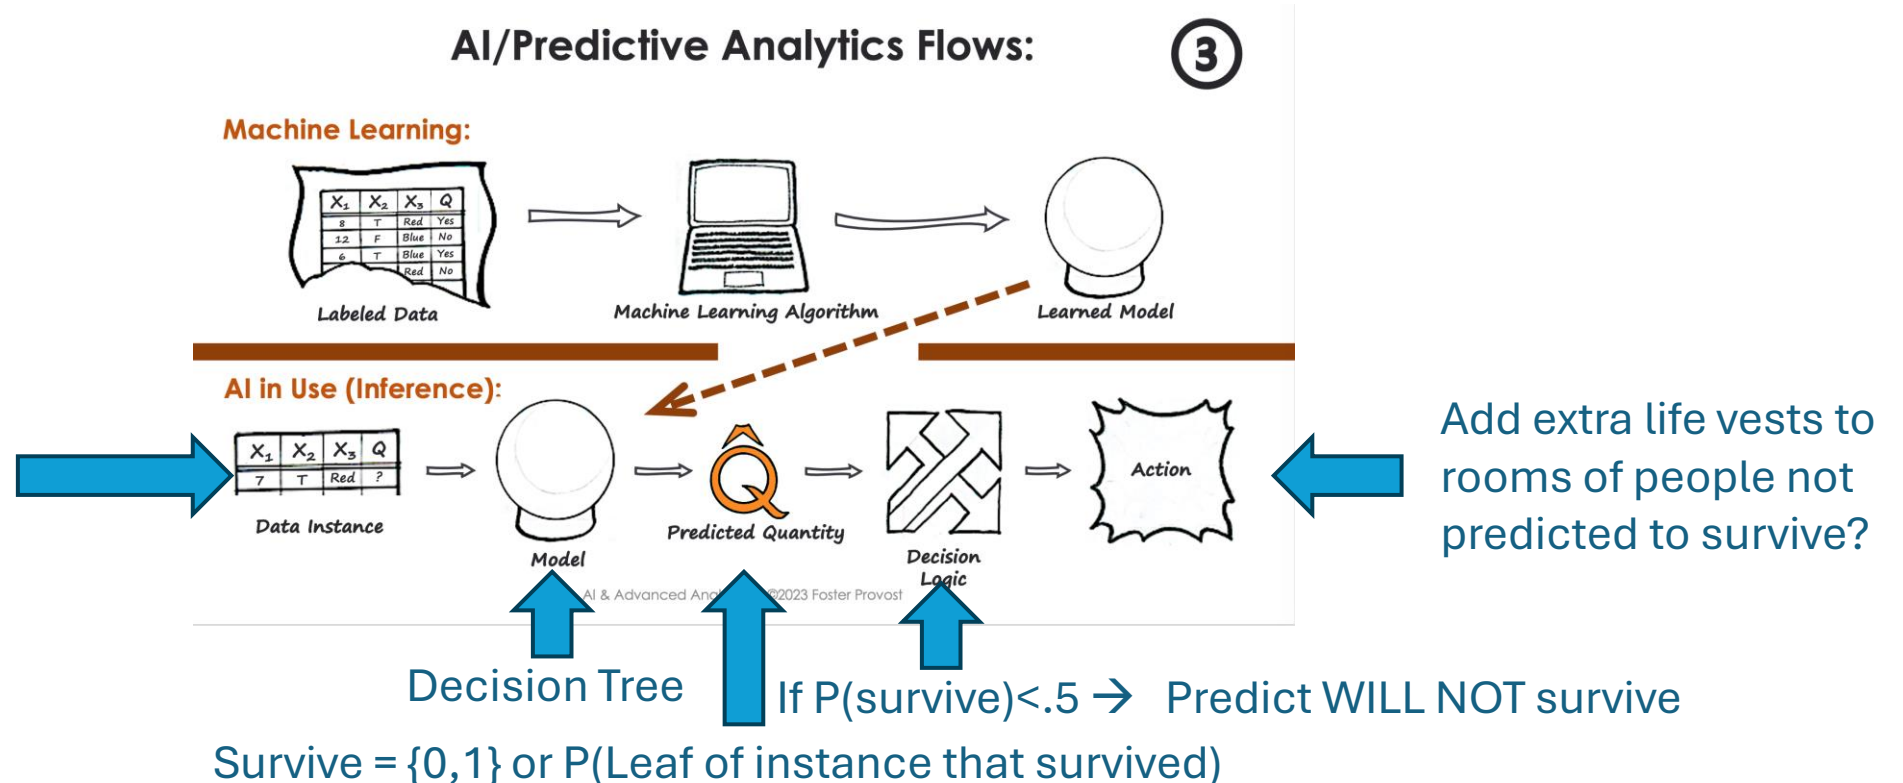 AI/Predictive Analytics Flows:
3
Machine Learning:
X₁ X₂ X₃ Q
8 T Red Yes
12 F Blue No
6 T Blue Yes
Red No
Labeled Data
Machine Learning Algorithm
Learned Model
AI in Use (Inference):
X₁ X₂ X₃ Q
7 T Red ?
Data Instance
Model
Q̂
Predicted Quantity
Decision
Logic
Action
Add extra life vests to
rooms of people not
predicted to survive?
AI & Advanced Ana ©2023 Foster Provost
Decision Tree
If P(survive)<.5 → Predict WILL NOT survive
Survive = {0,1} or P(Leaf of instance that survived)